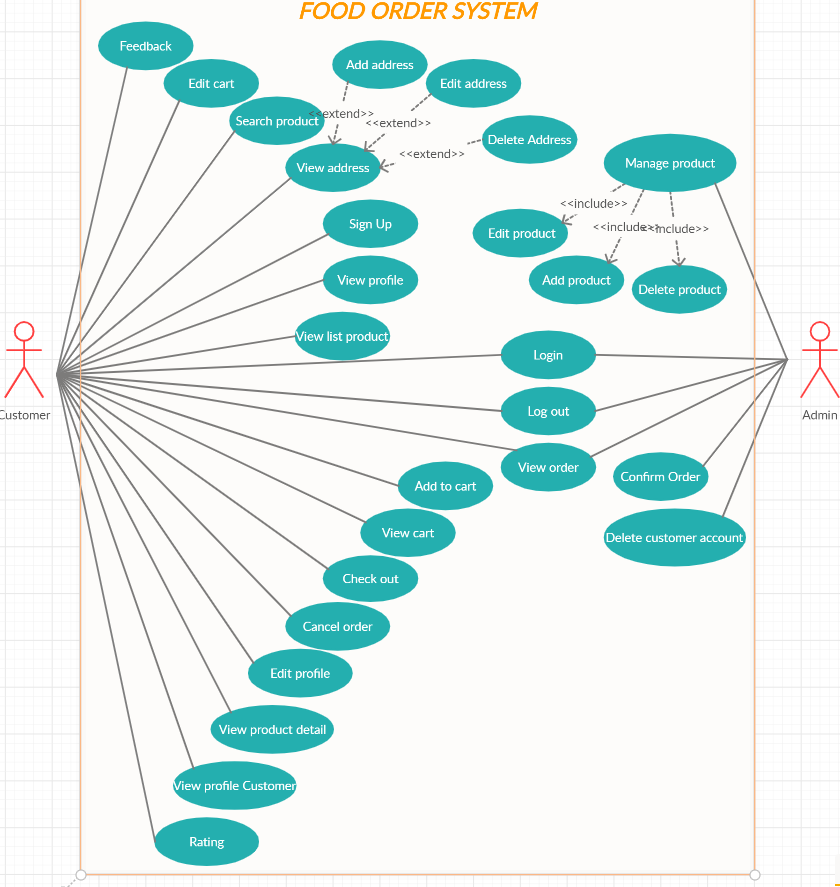 FOOD ORDER SYSTEM
Feedback
Edit cart
Search product
Add address
Edit address
Delete Address
<<extend>>
<<extend>>
<<extend>>
View address
Manage product
<<include>>
<<include>>
<<include>>
Edit product
Add product
Delete product
Sign Up
View profile
View list product
Login
Log out
View order
Customer
Admin
Confirm Order
Delete customer account
Add to cart
View cart
Check out
Cancel order
Edit profile
View product detail
View profile Customer
Rating